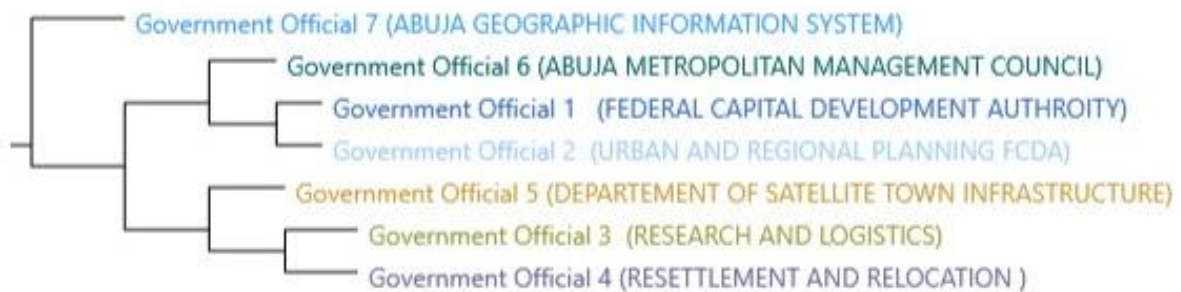 Government Official 7 (ABUJA GEOGRAPHIC INFORMATION SYSTEM)
Government Official 6 (ABUJA METROPOLITAN MANAGEMENT COUNCIL)
Government Official 1 (FEDERAL CAPITAL DEVELOPMENT AUTHROITY)
Government Official 2 (URBAN AND REGIONAL PLANNING FCDA)
Government Official 5 (DEPARTEMENT OF SATELLITE TOWN INFRASTRUCTURE)
Government Official 3 (RESEARCH AND LOGISTICS)
Government Official 4 (RESETTLEMENT AND RELOCATION )